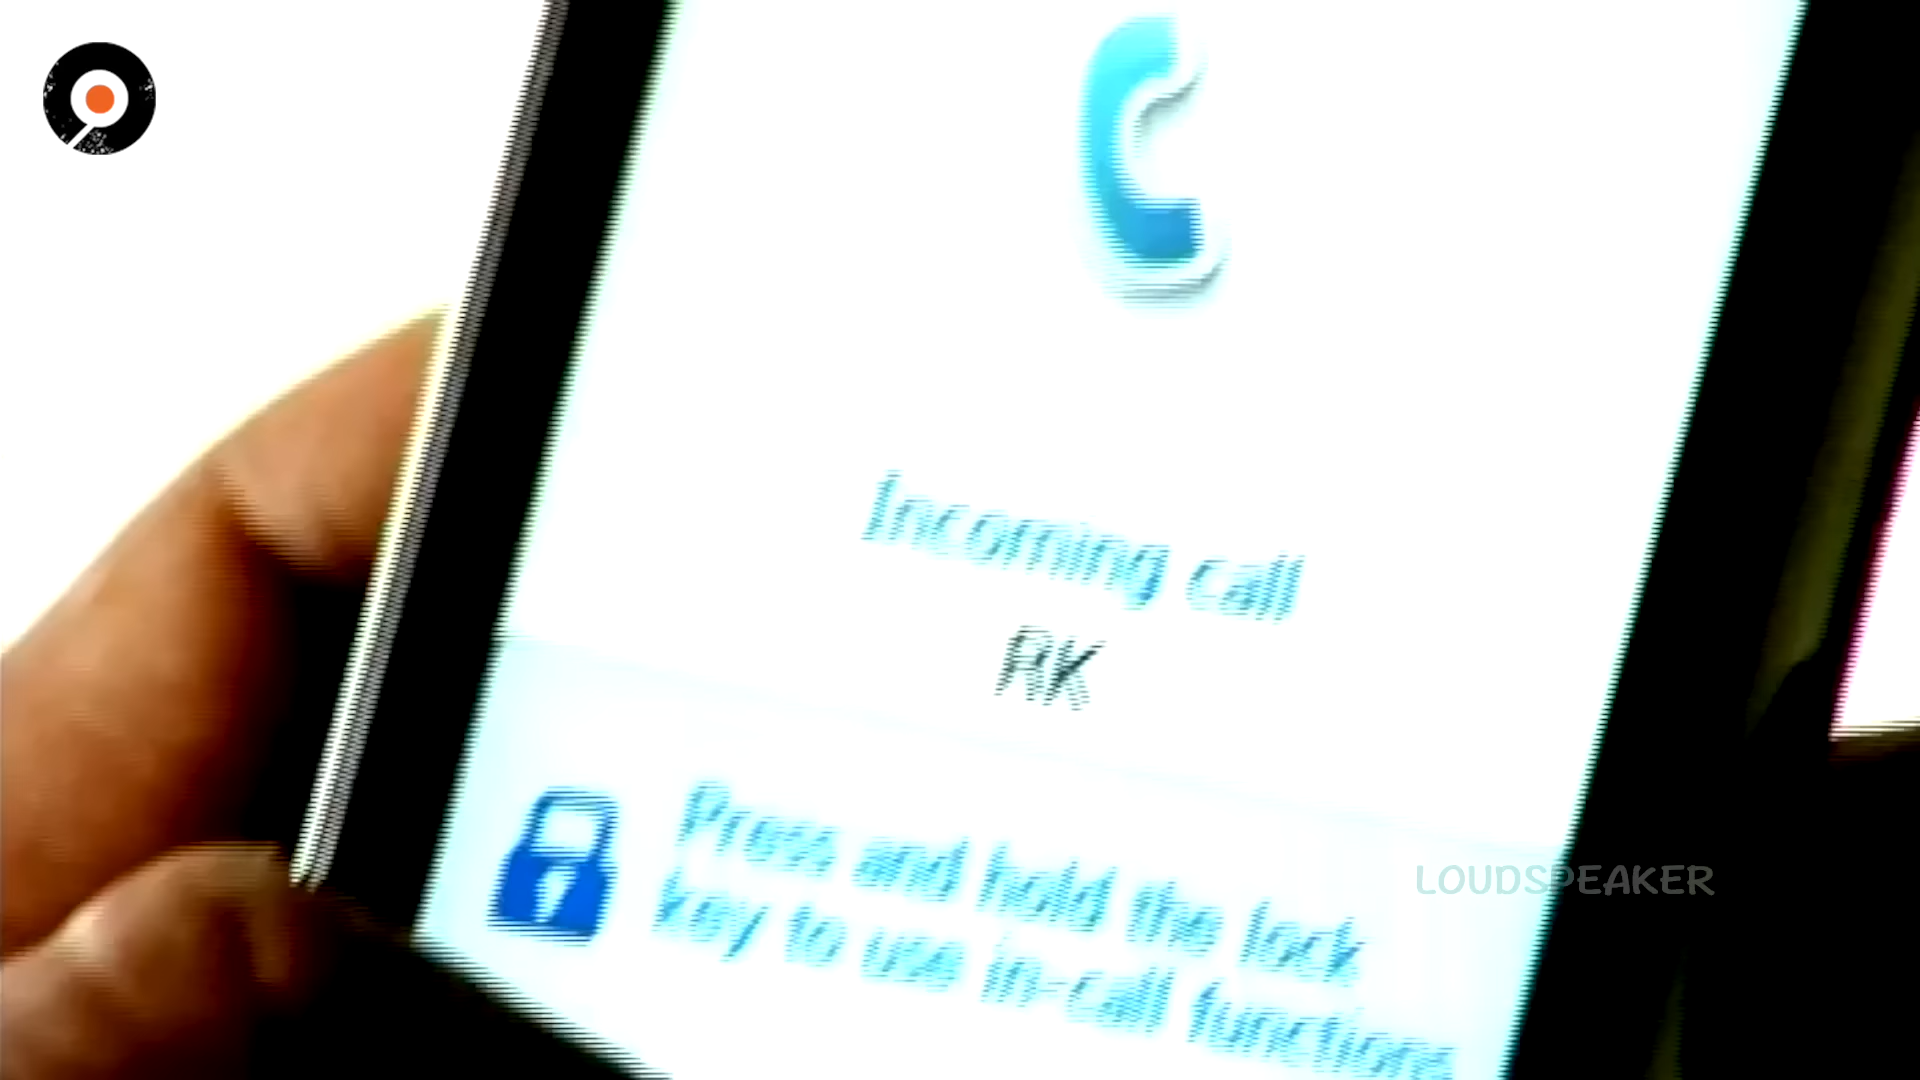 Incoming call
RK
Press and hold the lock
key to use in-call functions
LOUDSPEAKER